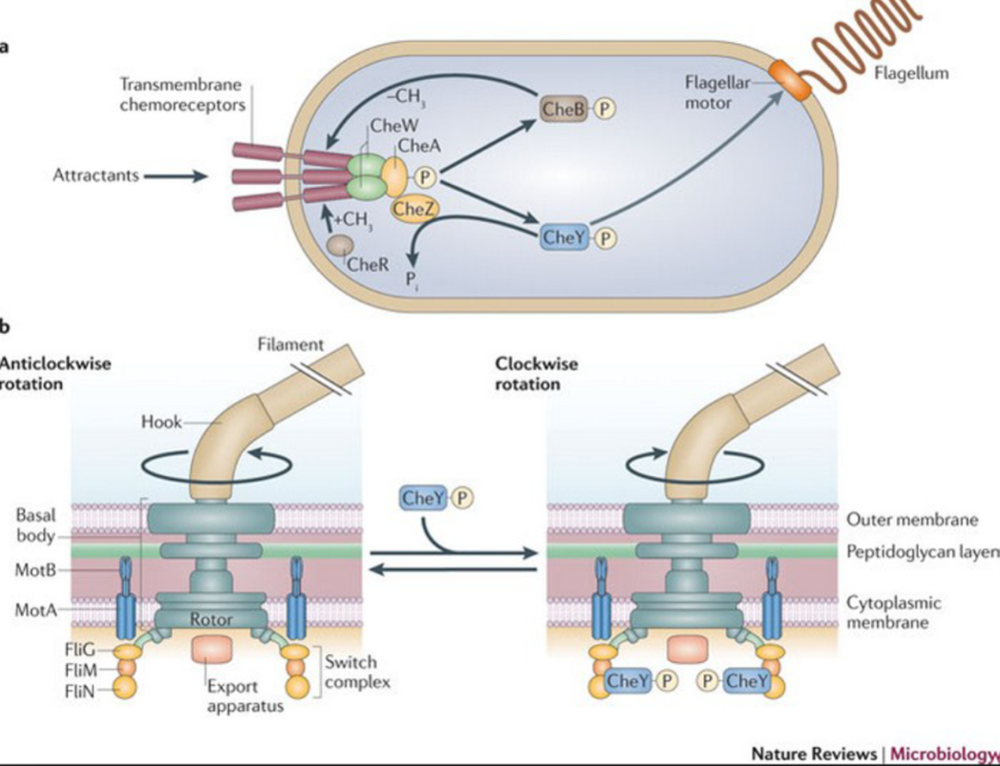 a
Transmembrane
chemoreceptors
Attractants
–CH3
CheW
CheA
P
CheZ
+CH3
CheR
Pi
CheB P
CheY P
Flagellar
motor
Flagellum
b
Anticlockwise
rotation
Filament
Hook
Basal
body
MotB
MotA
Rotor
FliG
FliM
FliN
Export
apparatus
Switch
complex
CheY P
Clockwise
rotation
Outer membrane
Peptidoglycan layer
Cytoplasmic
membrane
CheY P
P CheY
Nature Reviews | Microbiology